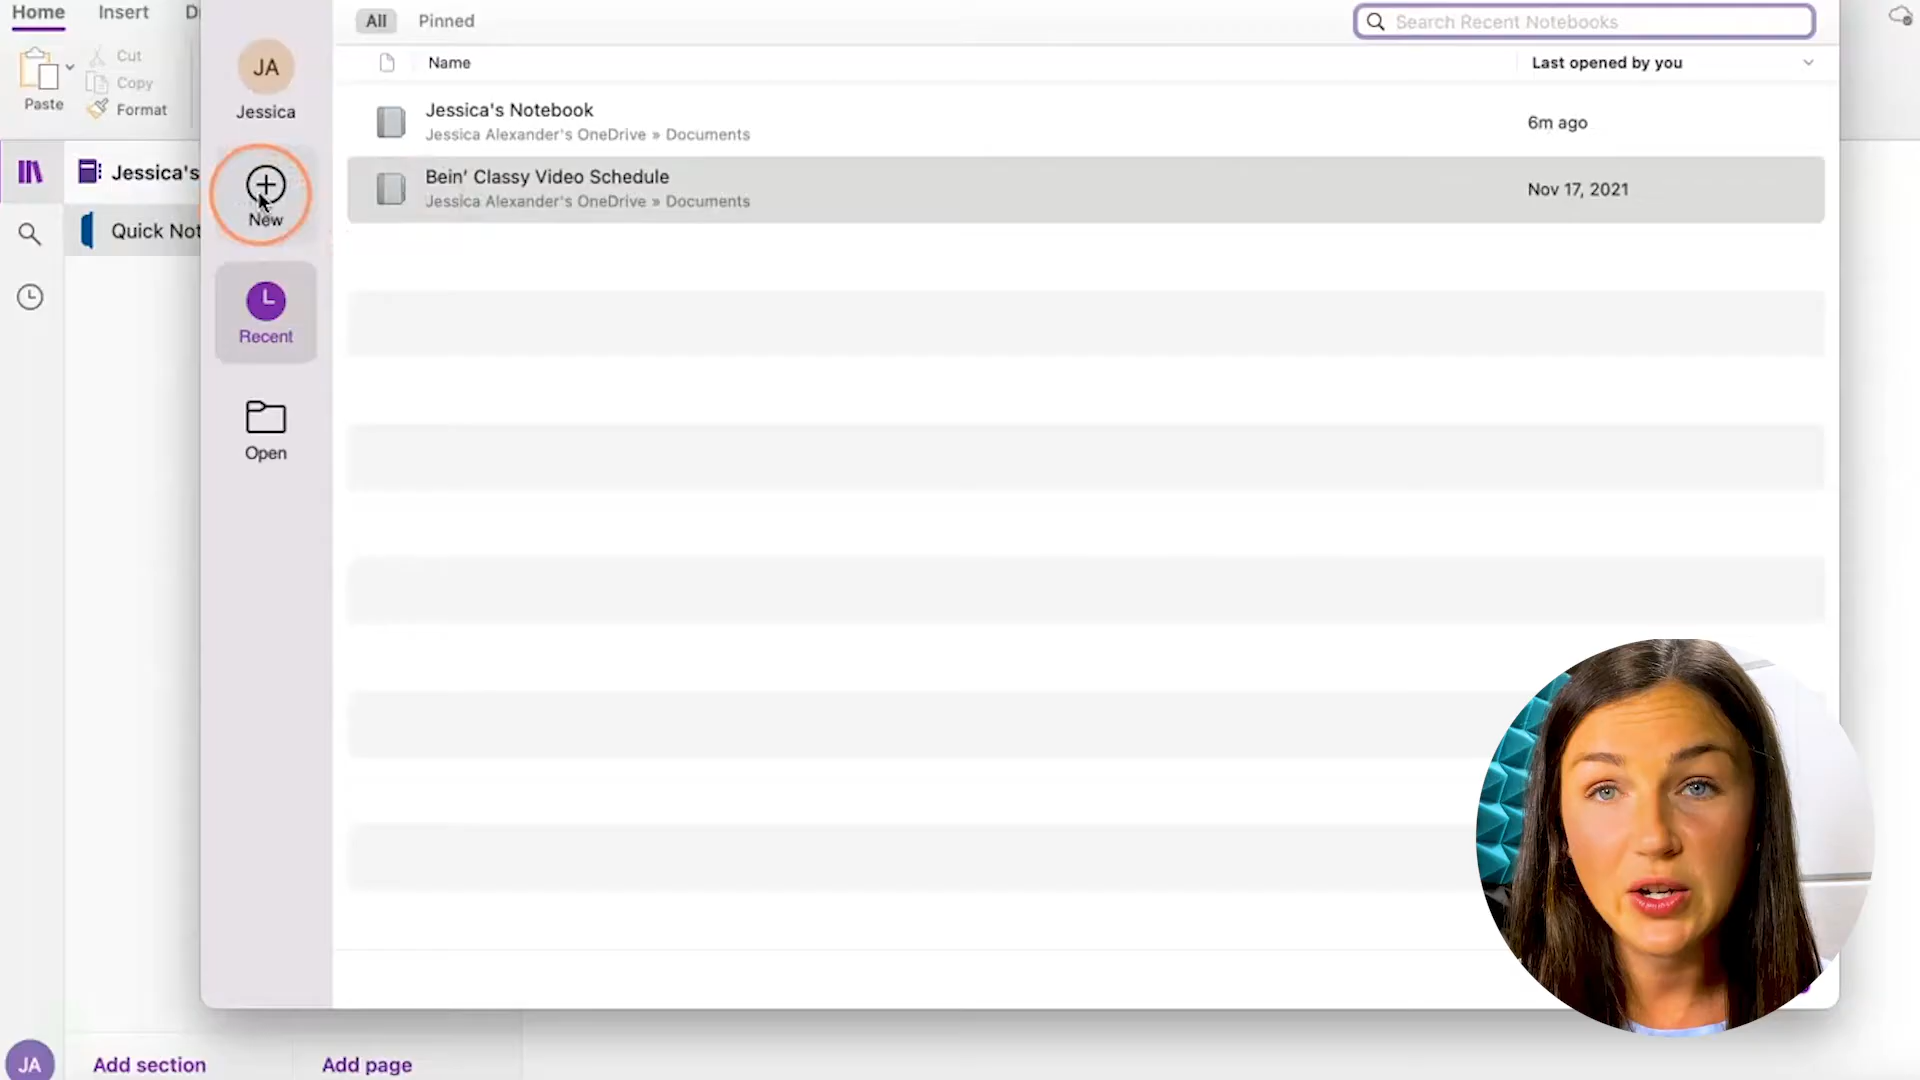 Home Insert D
Cut
Copy
Paste Format
Jessica's
Quick Not
JA
Jessica
New
Recent
Open
All Pinned
Search Recent Notebooks
Name Last opened by you
Jessica's Notebook
Jessica Alexander's OneDrive » Documents
6m ago
Bein' Classy Video Schedule
Jessica Alexander's OneDrive » Documents
Nov 17, 2021
JA
Add section Add page